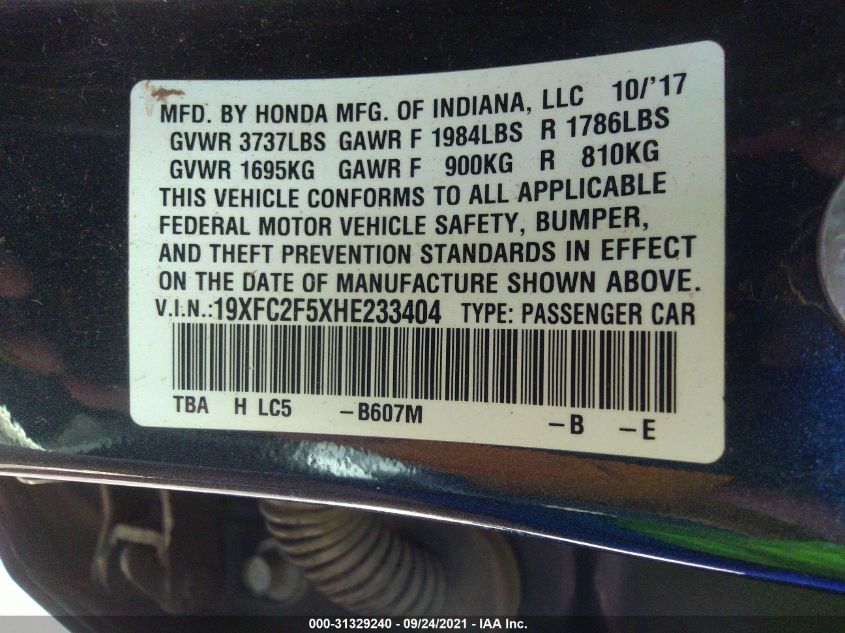 MFD. BY HONDA MFG. OF INDIANA, LLC 10/'17
GVWR 3737LBS GAWR F 1984LBS R 1786LBS
GVWR 1695KG GAWR F 900KG R 810KG
THIS VEHICLE CONFORMS TO ALL APPLICABLE
FEDERAL MOTOR VEHICLE SAFETY, BUMPER,
AND THEFT PREVENTION STANDARDS IN EFFECT
ON THE DATE OF MANUFACTURE SHOWN ABOVE.
V.I.N.:19XFC2F5XHE233404 TYPE: PASSENGER CAR
TBA H LC5 -B607M -B -E
000-31329240 - 09/24/2021 - IAA Inc.